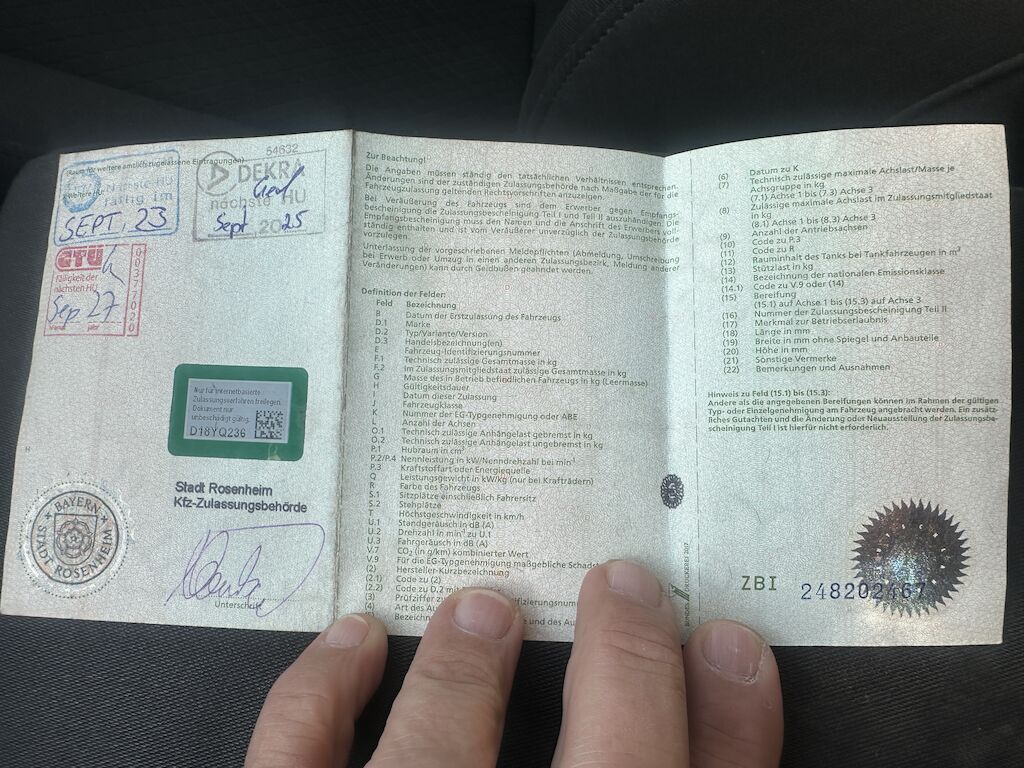 (Raum für weitere amtlich zugelassene Eintragungen)
nächste HU
fällig im
SEPT. 23
54632
DEKRA
nächste HU
Sept. 2025
GTÜ
Fälligkeit der
nächsten HU
Sep 27
Monat Jahr
00377020
Nur für internetbasierte
Zulassungsverfahren freilegen.
Dokument nur
unbeschädigt gültig.
D18YQ236
H
Stadt Rosenheim
Kfz-Zulassungsbehörde
BAYERN
STADT ROSENHEIM
Unterschrift
Zur Beachtung!
Die Angaben müssen ständig den tatsächlichen Verhältnissen entsprechen.
Änderungen sind der zuständigen Zulassungsbehörde nach Maßgabe der für die
Fahrzeugzulassung geltenden Rechtsvorschriften anzuzeigen.
Bei Veräußerung des Fahrzeugs sind dem Erwerber gegen Empfangs-
bescheinigung die Zulassungsbescheinigung Teil I und Teil II auszuhändigen. Die
Empfangsbescheinigung muss den Namen und die Anschrift des Erwerbers voll-
ständig enthalten und ist vom Veräußerer unverzüglich der Zulassungsbehörde
vorzulegen.
Unterlassung der vorgeschriebenen Meldepflichten (Abmeldung, Umschreibung
bei Erwerb oder Umzug in einen anderen Zulassungsbezirk, Meldung anderer
Veränderungen) kann durch Geldbußen geahndet werden.
Definition der Felder:
Feld Bezeichnung
B Datum der Erstzulassung des Fahrzeugs
D.1 Marke
D.2 Typ/Variante/Version
D.3 Handelsbezeichnung(en)
E Fahrzeug-Identifizierungsnummer
F.1 Technisch zulässige Gesamtmasse in kg
F.2 Im Zulassungsmitgliedstaat zulässige Gesamtmasse in kg
G Masse des in Betrieb befindlichen Fahrzeugs in kg (Leermasse)
H Gültigkeitsdauer
I Datum dieser Zulassung
J Fahrzeugklasse
K Nummer der EG-Typgenehmigung oder ABE
L Anzahl der Achsen
O.1 Technisch zulässige Anhängelast gebremst in kg
O.2 Technisch zulässige Anhängelast ungebremst in kg
P.1 Hubraum in cm³
P.2/P.4 Nennleistung in kW/Nenndrehzahl bei min⁻¹
P.3 Kraftstoffart oder Energiequelle
Q Leistungsgewicht in kW/kg (nur bei Krafträdern)
R Farbe des Fahrzeugs
S.1 Sitzplätze einschließlich Fahrersitz
S.2 Stehplätze
T Höchstgeschwindigkeit in km/h
U.1 Standgeräusch in dB (A)
U.2 Drehzahl in min⁻¹ zu U.1
U.3 Fahrgeräusch in dB (A)
V.7 CO₂ (in g/km) kombinierter Wert
V.9 Für die EG-Typgenehmigung maßgebliche Schadst
(2) Hersteller-Kurzbezeichnung
(2.1) Code zu (2)
(2.2) Code zu D.2 mit
(3) Prüfziffer
(4) Art des Au
Bezeichn
(6) Datum zu K
(7) Technisch zulässige maximale Achslast/Masse je
Achsgruppe in kg
(7.1) Achse 1 bis (7.3) Achse 3
(8) Zulässige maximale Achslast im Zulassungsmitgliedstaat
in kg
(8.1) Achse 1 bis (8.3) Achse 3
(9) Anzahl der Antriebsachsen
(10) Code zu P.3
(11) Code zu R
(12) Rauminhalt des Tanks bei Tankfahrzeugen in m³
(13) Stützlast in kg
(14) Bezeichnung der nationalen Emissionsklasse
(14.1) Code zu V.9 oder (14)
(15) Bereifung
(15.1) auf Achse 1 bis (15.3) auf Achse 3
(16) Nummer der Zulassungsbescheinigung Teil II
(17) Merkmal zur Betriebserlaubnis
(18) Länge in mm
(19) Breite in mm ohne Spiegel und Anbauteile
(20) Höhe in mm
(21) Sonstige Vermerke
(22) Bemerkungen und Ausnahmen
Hinweis zu Feld (15.1) bis (15.3):
Andere als die angegebenen Bereifungen können im Rahmen der gültigen
Typ- oder Einzelgenehmigung am Fahrzeug angebracht werden. Ein zusätz-
liches Gutachten und die Änderung oder Neuausstellung der Zulassungsbe-
scheinigung Teil I ist hierfür nicht erforderlich.
ZBI 248202467